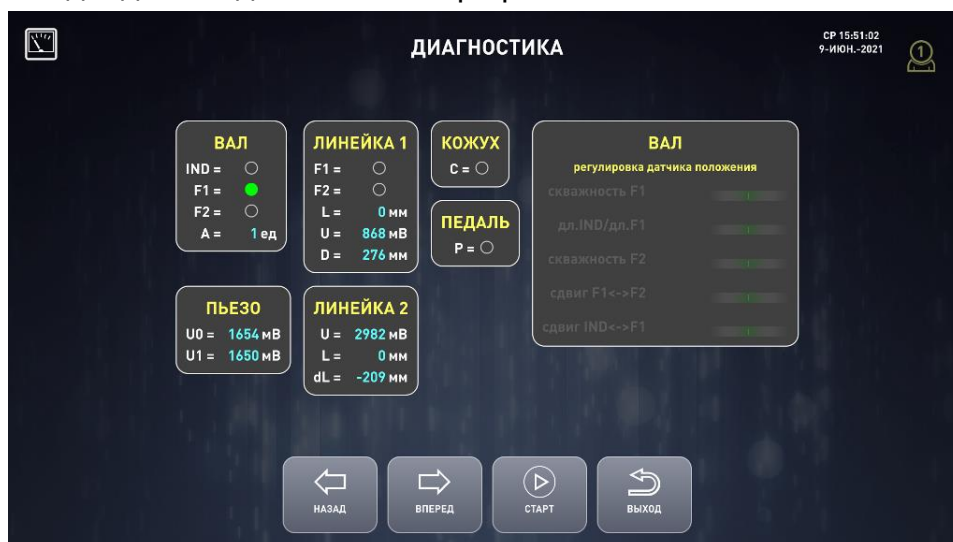 ДИАГНОСТИКА
СР 15:51:02
9-ИЮН.-2021
1
ВАЛ
IND =
F1 =
F2 =
A = 1 ед
ЛИНЕЙКА 1
F1 =
F2 =
L = 0 мм
U = 868 мВ
D = 276 мм
КОЖУХ
C =
ПЕДАЛЬ
P =
ВАЛ
регулировка датчика положения
скважность F1
дл.IND/дл.F1
скважность F2
сдвиг F1<->F2
сдвиг IND<->F1
ПЬЕЗО
U0 = 1654 мВ
U1 = 1650 мВ
ЛИНЕЙКА 2
U = 2982 мВ
L = 0 мм
dL = -209 мм
НАЗАД
ВПЕРЕД
СТАРТ
ВЫХОД